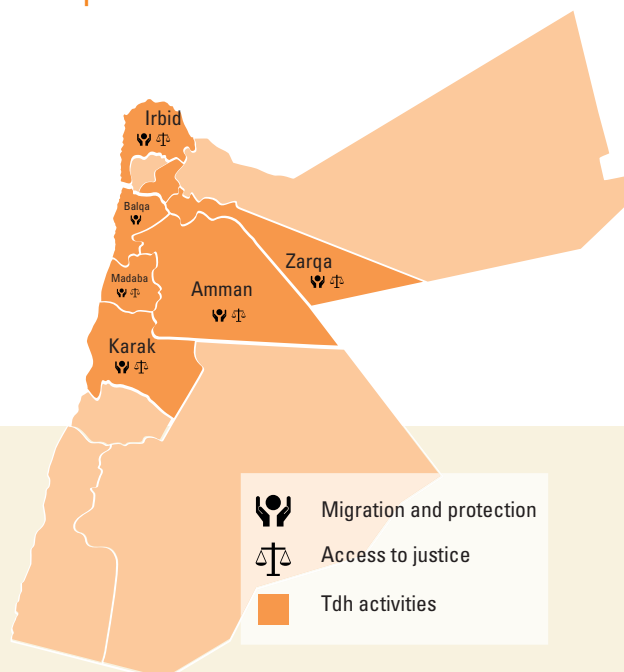 Irbid
Balqa
Zarqa
Madaba
Amman
Karak
Migration and protection
Access to justice
Tdh activities